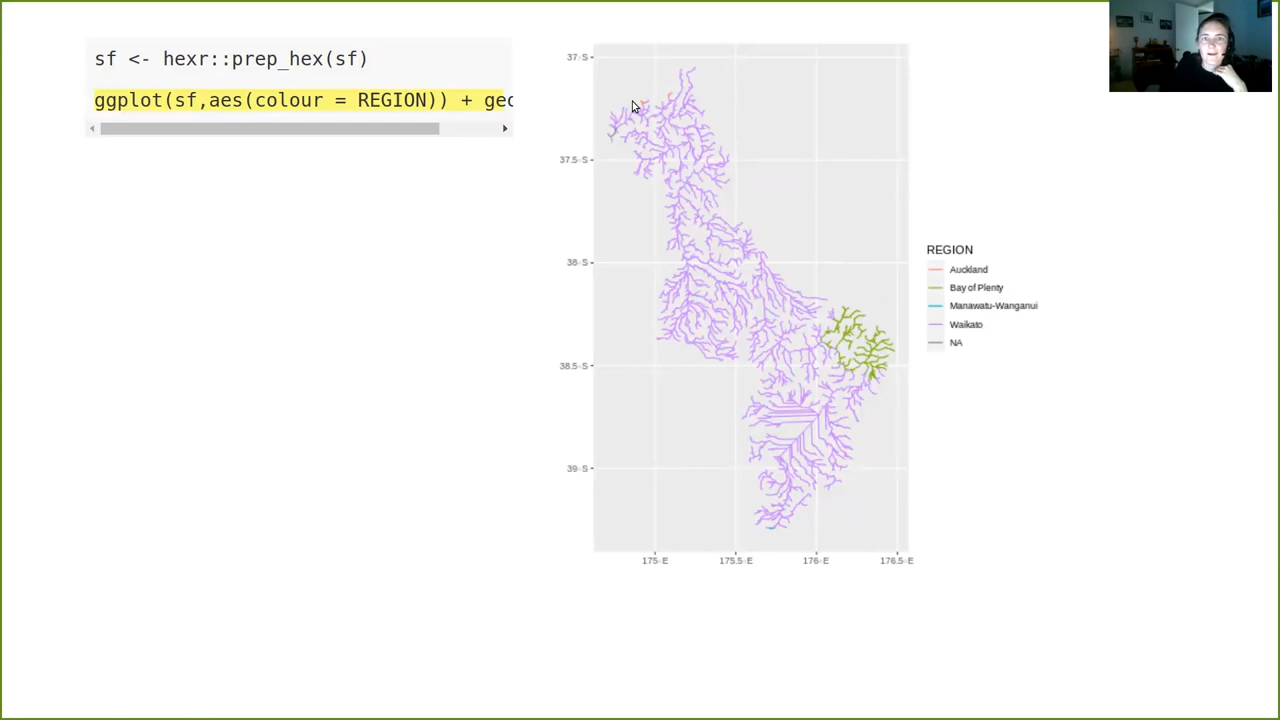 sf <- hexr::prep_hex(sf)
ggplot(sf,aes(colour = REGION)) + geo
37°S
37.5°S
38°S
38.5°S
39°S
175°E
175.5°E
176°E
176.5°E
REGION
Auckland
Bay of Plenty
Manawatu-Wanganui
Waikato
NA